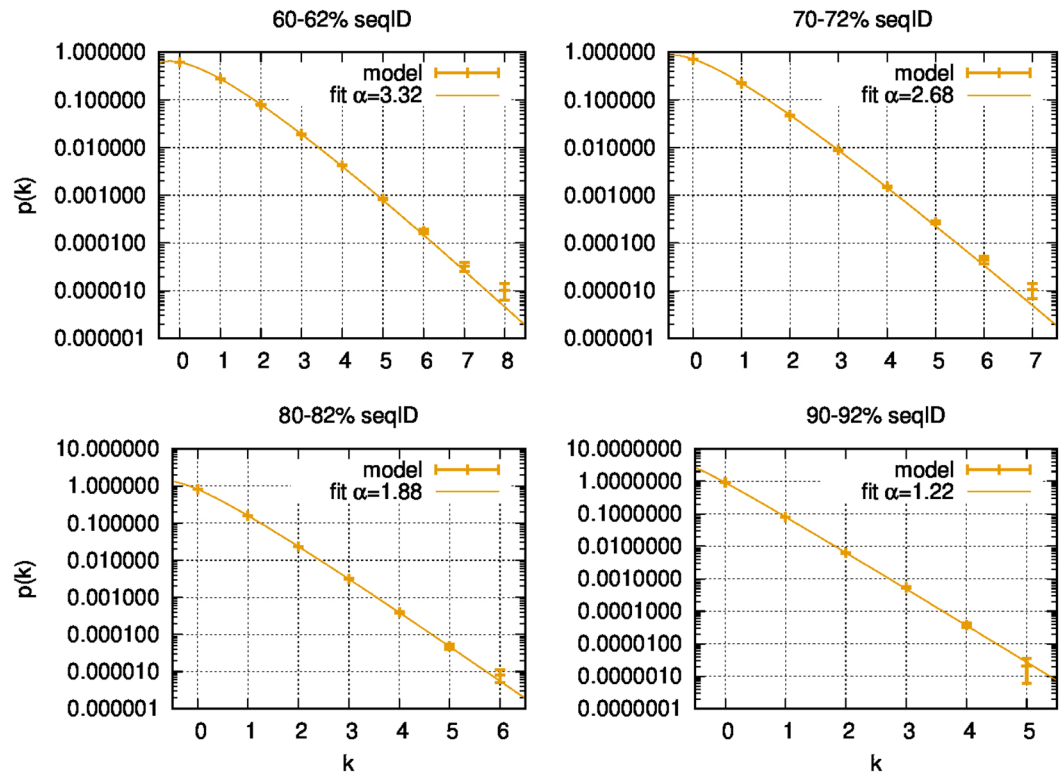 60-62% seqID
1.000000
0.100000
0.010000
0.001000
0.000100
0.000010
0.000001
p(k)
model
fit α=3.32
0 1 2 3 4 5 6 7 8
70-72% seqID
1.000000
0.100000
0.010000
0.001000
0.000100
0.000010
0.000001
model
fit α=2.68
0 1 2 3 4 5 6 7
80-82% seqID
10.000000
1.000000
0.100000
0.010000
0.001000
0.000100
0.000010
0.000001
p(k)
model
fit α=1.88
0 1 2 3 4 5 6
k
90-92% seqID
10.0000000
1.0000000
0.1000000
0.0100000
0.0010000
0.0001000
0.0000100
0.0000010
0.0000001
model
fit α=1.22
0 1 2 3 4 5
k